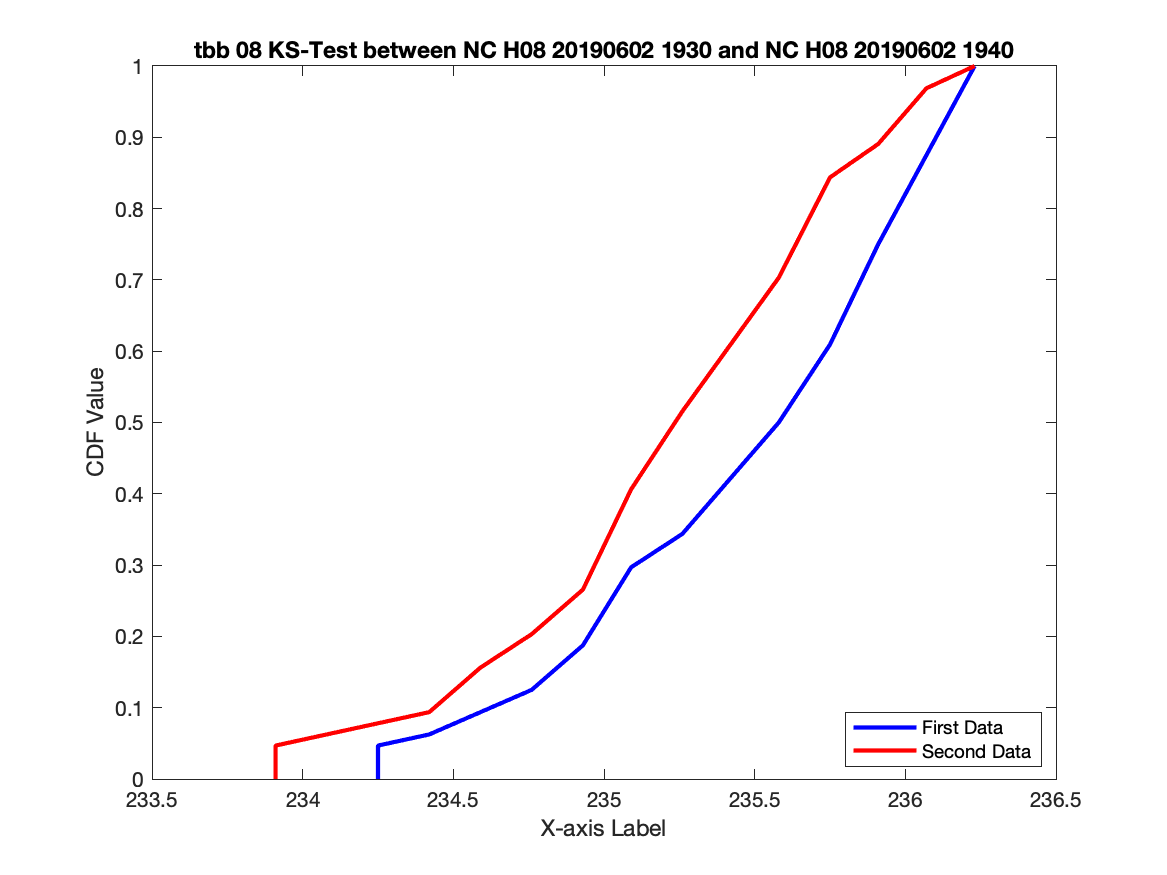 tbb 08 KS-Test between NC H08 20190602 1930 and NC H08 20190602 1940
1
0.9
0.8
0.7
0.6
0.5
0.4
0.3
0.2
0.1
0
CDF Value
First Data
Second Data
233.5 234 234.5 235 235.5 236 236.5
X-axis Label